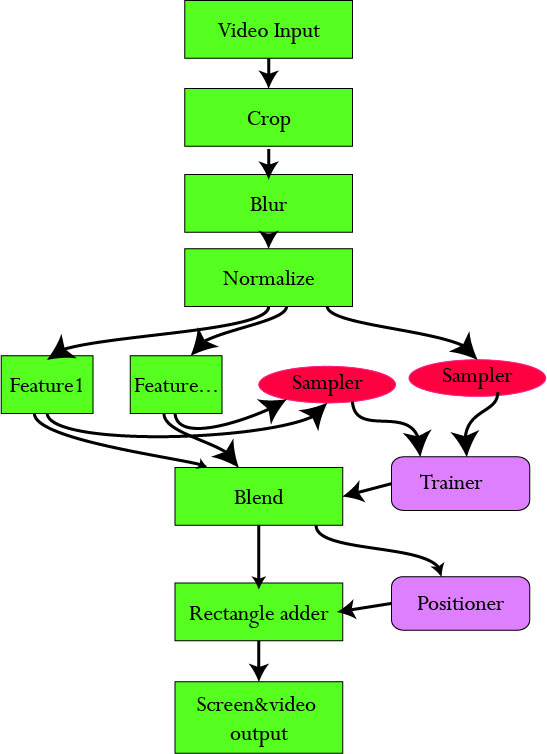 Video Input
Crop
Blur
Normalize
Feature1
Feature...
Sampler
Sampler
Trainer
Blend
Positioner
Rectangle adder
Screen&video
output